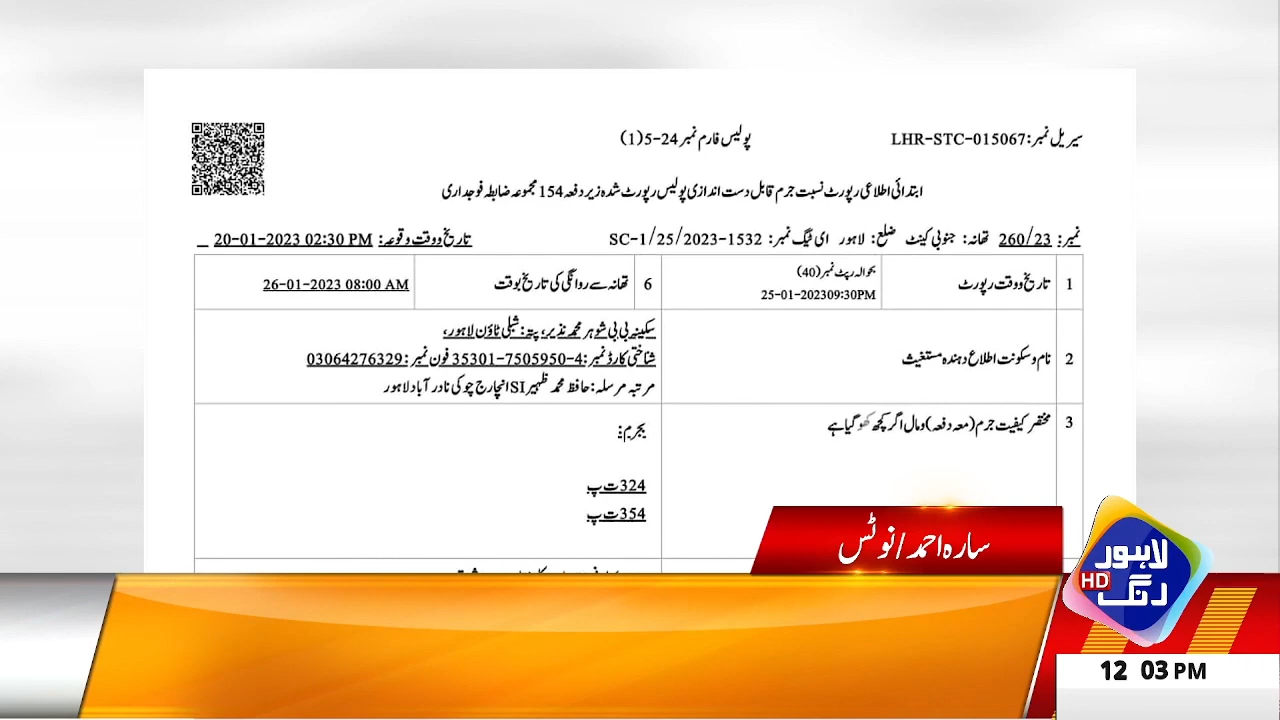 سیریل نمبر: LHR-STC-015067
پولیس فارم نمبر 24-5(1)
ابتدائی اطلاعی رپورٹ نسبت جرم قابل دست اندازی پولیس رپورٹ شدہ زیر دفعہ 154 مجموعہ ضابطہ فوجداری
نمبر: 260/23 تھانہ: جنوبی کینٹ ضلع: لاہور ای ٹیگ نمبر: SC-1/25/2023-1532 تاریخ ووقت وقوعہ: 20-01-2023 02:30 PM
1 تاریخ ووقت رپورٹ
بحوالہ رپٹ نمبر(40)
25-01-202309:30PM
6 تھانہ سے روانگی کی تاریخ بوقت
26-01-2023 08:00 AM
2 نام وسکونت اطلاع دہندہ مستغیث
سکینہ بی بی شوہر محمد نذیر، پتہ: شبلی ٹاؤن لاہور،
شناختی کارڈ نمبر: 35301-7505950-4 فون نمبر: 03064276329
مرتبہ مرسلہ: حافظ محمد ظہیر SI انچارج چوکی نادر آباد لاہور
3 مختصر کیفیت جرم (معہ دفعہ) ومال اگر کچھ کھو گیا ہے
بجرم:
324 ت پ
354 ت پ
سارہ احمد/نوٹس
لاہور
HD
رنگ
12 03 PM